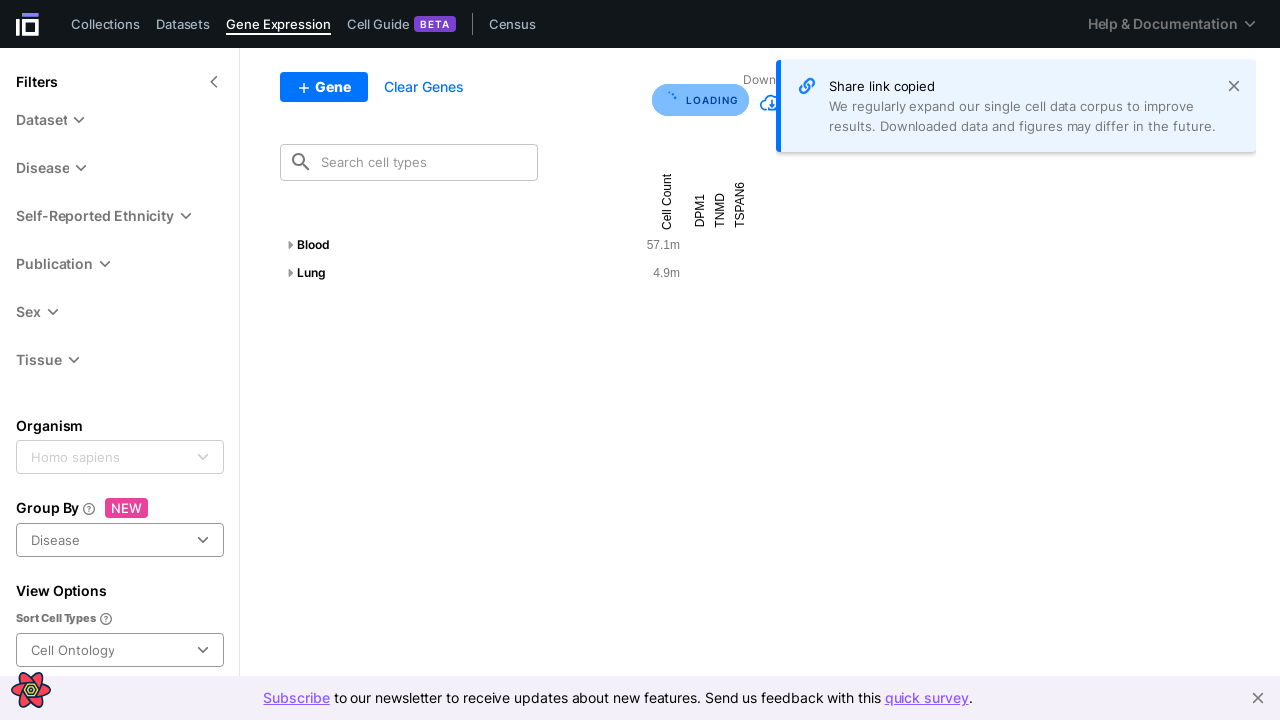 Collections Datasets Gene Expression Cell Guide BETA Census Help & Documentation
Filters
Dataset
Disease
Self-Reported Ethnicity
Publication
Sex
Tissue
Organism
Homo sapiens
Group By NEW
Disease
View Options
Sort Cell Types
Cell Ontology
+ Gene Clear Genes
Down
LOADING
Share link copied
We regularly expand our single cell data corpus to improve
results. Downloaded data and figures may differ in the future.
Search cell types
Cell Count
DPM1
TNMD
TSPAN6
Blood 57.1m
Lung 4.9m
Subscribe to our newsletter to receive updates about new features. Send us feedback with this quick survey.